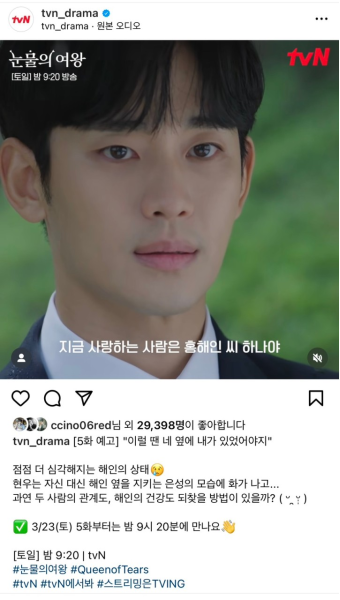 tvn_drama
tvn_drama · 원본 오디오
tvN
눈물의 여왕
[토일] 밤 9:20 방송
tvN
지금 사랑하는 사람은 홍해인 씨 하나야
ccino06red님 외 29,398명이 좋아합니다
tvn_drama [5화 예고] "이럴 땐 네 옆에 내가 있었어야지"
점점 더 심각해지는 해인의 상태😢
현우는 자신 대신 해인 옆을 지키는 은성의 모습에 화가 나고...
과연 두 사람의 관계도, 해인의 건강도 되찾을 방법이 있을까? ( ᵕ̩̩ ㅅ ᵕ̩̩ )
✅ 3/23(토) 5화부터는 밤 9시 20분에 만나요👋
[토일] 밤 9:20 | tvN
#눈물의여왕 #QueenofTears
#tvN #tvN에서봐 #스트리밍은TVING